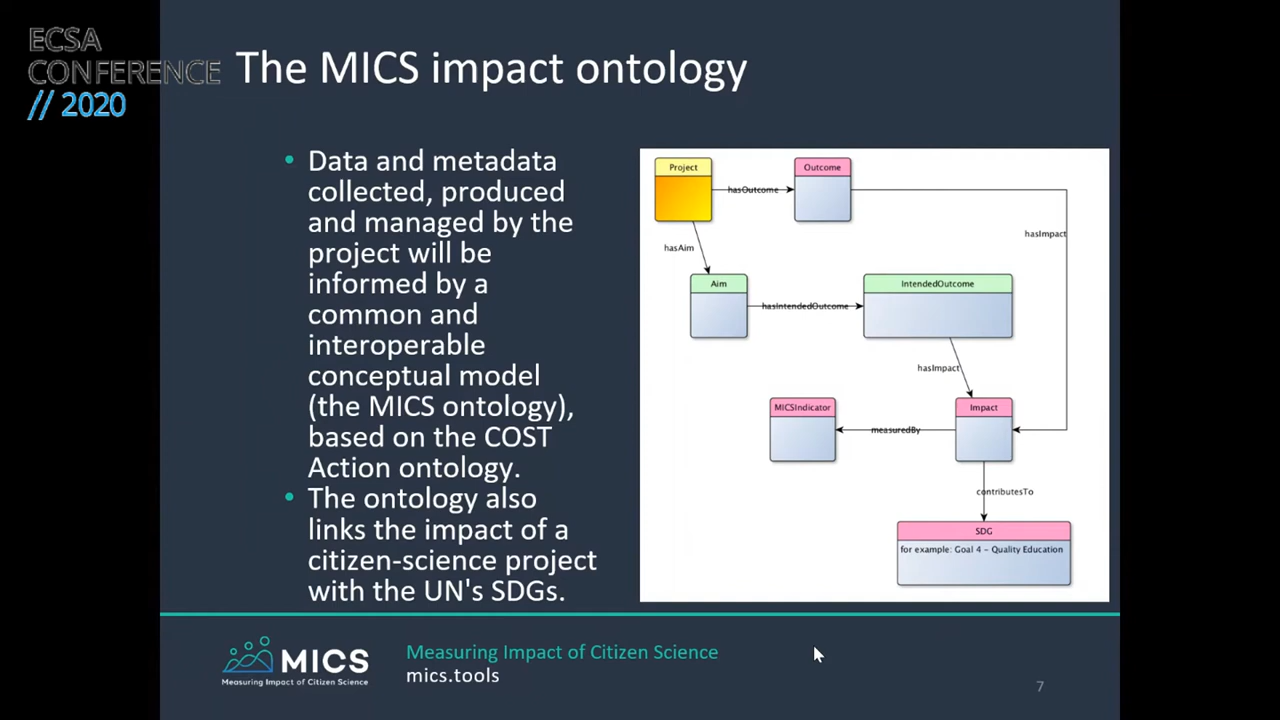 ECSA
CONFERENCE
// 2020
The MICS impact ontology
• Data and metadata
collected, produced
and managed by the
project will be
informed by a
common and
interoperable
conceptual model
(the MICS ontology),
based on the COST
Action ontology.
• The ontology also
links the impact of a
citizen-science project
with the UN's SDGs.
Project
hasOutcome
Outcome
hasImpact
hasAim
Aim
hasIntendedOutcome
IntendedOutcome
hasImpact
MICSIndicator
measuredBy
Impact
contributesTo
SDG
for example: Goal 4 - Quality Education
MICS
Measuring Impact of Citizen Science
Measuring Impact of Citizen Science
mics.tools
7